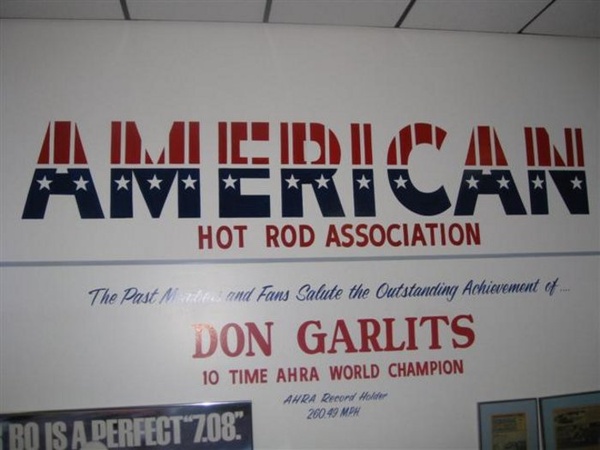 AMERICAN
HOT ROD ASSOCIATION
The Past and Fans Salute the Outstanding Achievement of...
DON GARLITS
10 TIME AHRA WORLD CHAMPION
AHRA Record Holder
260.49 MPH
BO IS A PERFECT "7.08".